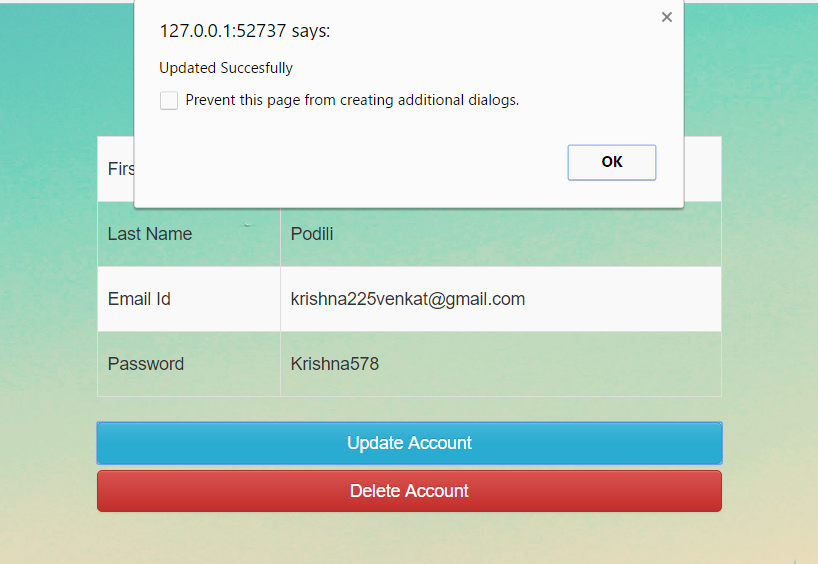 127.0.0.1:52737 says:
Updated Succesfully
Prevent this page from creating additional dialogs.
OK
Firs
Last Name Podili
Email Id krishna225venkat@gmail.com
Password Krishna578
Update Account
Delete Account